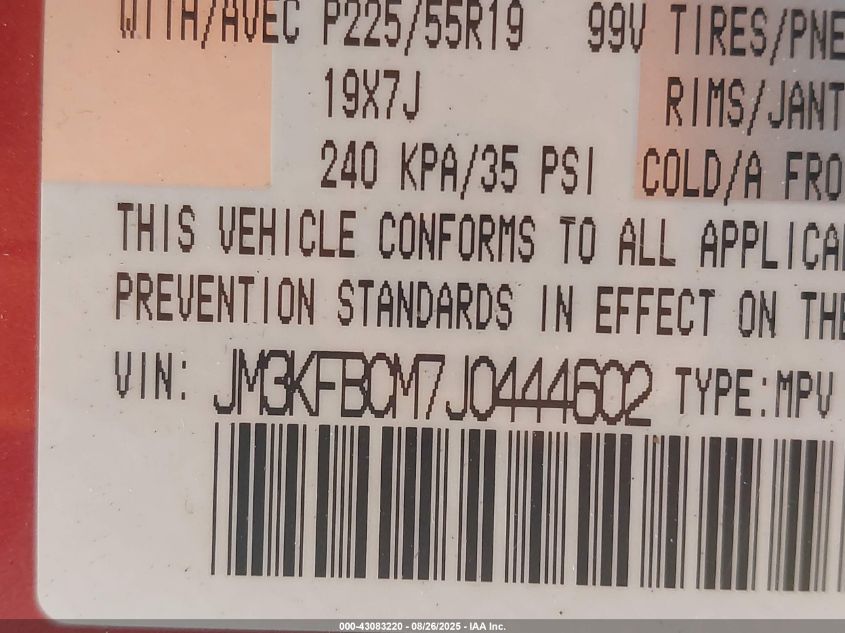 WITH/AVEC P225/55R19 99V TIRES/PNE
19X7J RIMS/JANT
240 KPA/35 PSI COLD/A FRO
THIS VEHICLE CONFORMS TO ALL APPLICA
PREVENTION STANDARDS IN EFFECT ON THE
VIN: JM3KFBCM7J0444602 TYPE:MPV
000-43083220 - 08/26/2025 - IAA Inc.